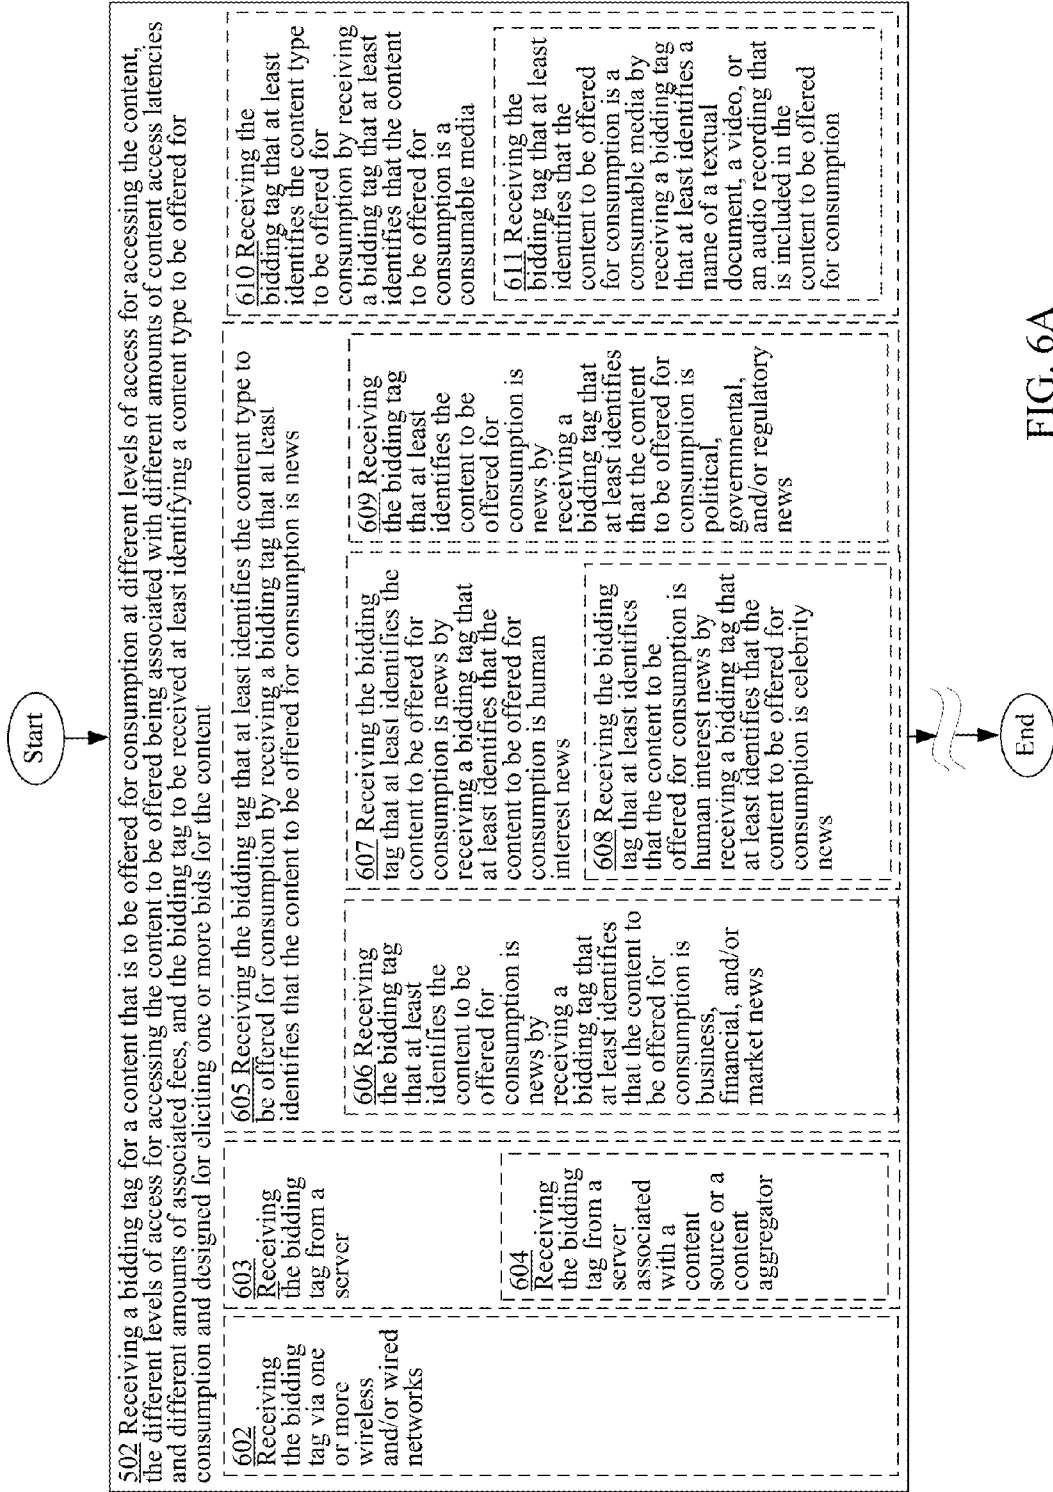 Start
502 Receiving a bidding tag for a content that is to be offered for consumption at different levels of access for accessing the content,
the different levels of access for accessing the content to be offered being associated with different amounts of content access latencies
and different amounts of associated fees, and the bidding tag to be received at least identifying a content type to be offered for
consumption and designed for eliciting one or more bids for the content
602
Receiving
the bidding
tag via one
or more
wireless
and/or wired
networks
603
Receiving
the bidding
tag from a
server
604
Receiving
the bidding
tag from a
server
associated
with a
content
source or a
content
aggregator
605 Receiving the bidding tag that at least identifies the content type to
be offered for consumption by receiving a bidding tag that at least
identifies that the content to be offered for consumption is news
606 Receiving
the bidding tag
that at least
identifies the
content to be
offered for
consumption is
news by
receiving a
bidding tag that
at least identifies
that the content to
be offered for
consumption is
business,
financial, and/or
market news
607 Receiving the bidding
tag that at least identifies the
content to be offered for
consumption is news by
receiving a bidding tag that
at least identifies that the
content to be offered for
consumption is human
interest news
608 Receiving the bidding
tag that at least identifies
that the content to be
offered for consumption is
human interest news by
receiving a bidding tag that
at least identifies that the
content to be offered for
consumption is celebrity
news
609 Receiving
the bidding tag
that at least
identifies the
content to be
offered for
consumption is
news by
receiving a
bidding tag that
at least identifies
that the content
to be offered for
consumption is
political,
governmental,
and/or regulatory
news
610 Receiving the
bidding tag that at least
identifies the content type
to be offered for
consumption by receiving
a bidding tag that at least
identifies that the content
to be offered for
consumption is a
consumable media
611 Receiving the
bidding tag that at least
identifies that the
content to be offered
for consumption is a
consumable media by
receiving a bidding tag
that at least identifies a
name of a textual
document, a video, or
an audio recording that
is included in the
content to be offered
for consumption
End
FIG. 6A